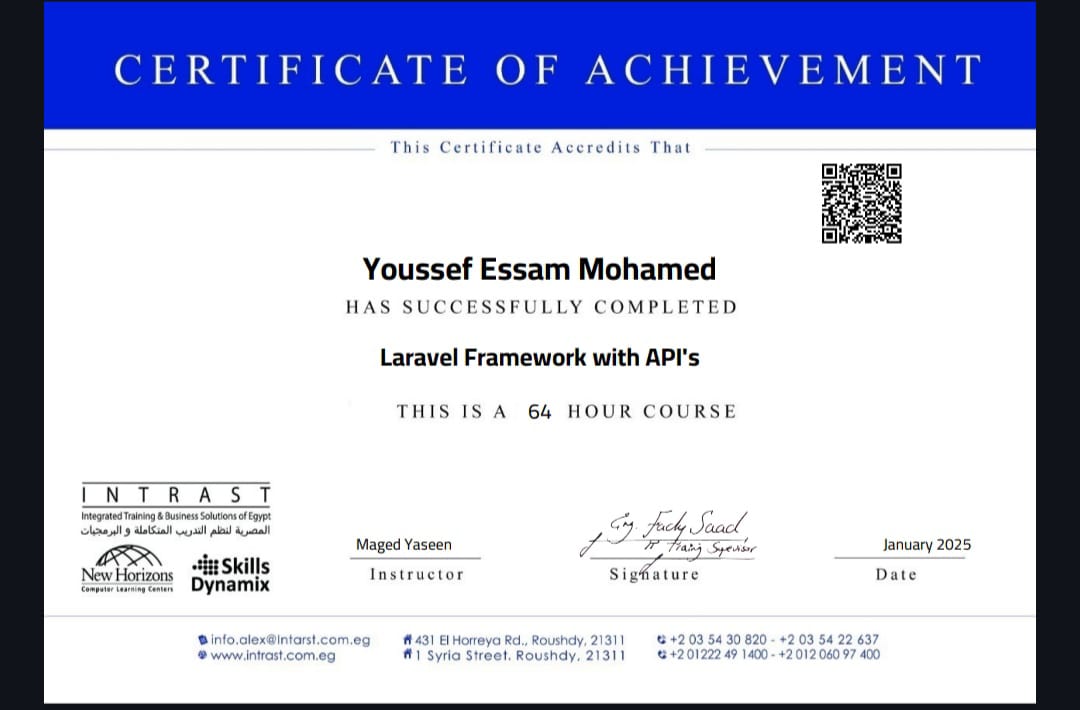 CERTIFICATE OF ACHIEVEMENT
This Certificate Accredits That
Youssef Essam Mohamed
HAS SUCCESSFULLY COMPLETED
Laravel Framework with API's
THIS IS A 64 HOUR COURSE
INTRAST
Integrated Training & Business Solutions of Egypt
المصرية لنظم التدريب المتكاملة و البرمجيات
New Horizons
Computer Learning Centers
Skills
Dynamix
Maged Yaseen
Instructor
Eng. Fady Saad
IT Training Supervisor
Signature
January 2025
Date
info.alex@Intarst.com.eg
www.intrast.com.eg
431 El Horreya Rd., Roushdy, 21311
1 Syria Street. Roushdy, 21311
+2 03 54 30 820 - +2 03 54 22 637
+2 01222 49 1400 - +2 012 060 97 400